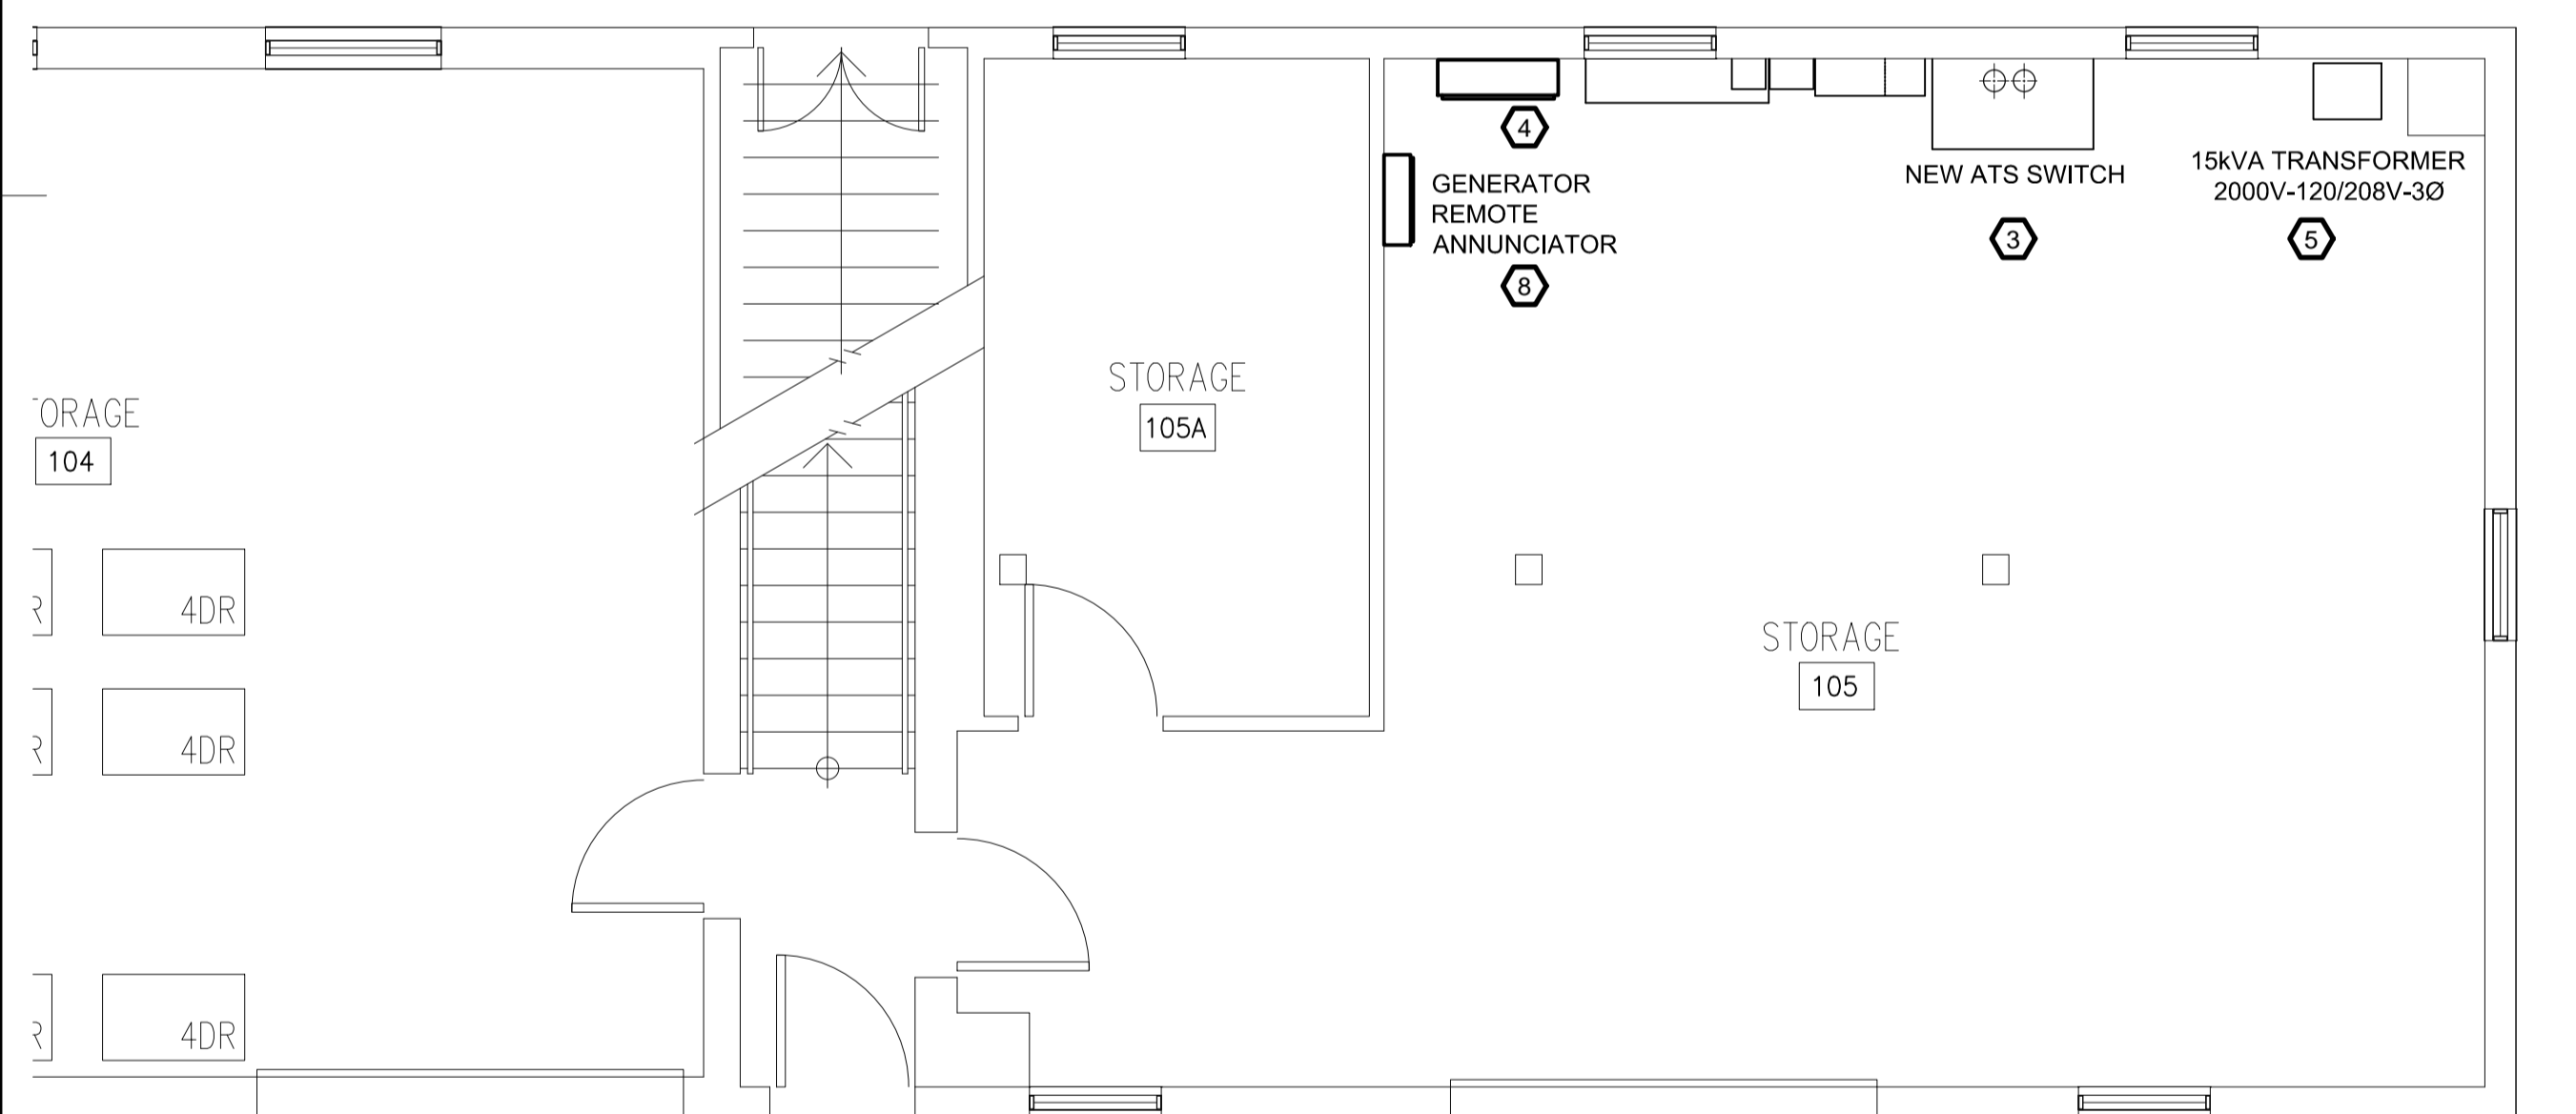 4
GENERATOR
REMOTE
ANNUNCIATOR
8
NEW ATS SWITCH
3
15kVA TRANSFORMER
2000V-120/208V-3Ø
5
STORAGE
105A
ORAGE
104
4DR
R
4DR
R
4DR
R
STORAGE
105